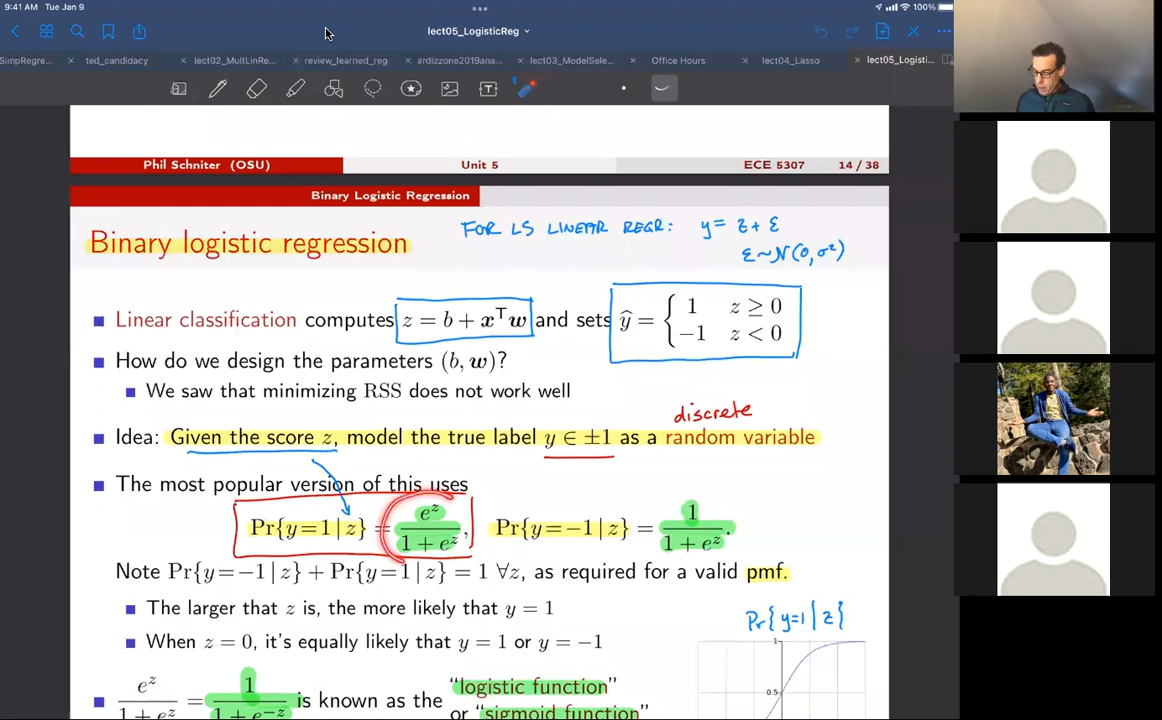 9:41 AM Tue Jan 9
100%
lect05_LogisticReg
SimpRegre...
ted_candidacy
lect02_MultLinRe...
review_learned_reg
ardizzone2019ana...
lect03_ModelSele...
Office Hours
lect04_Lasso
lect05_Logisti...
Phil Schniter (OSU) Unit 5 ECE 5307 14 / 38
Binary Logistic Regression
FOR LS LINEAR REGR: y = z + ε
ε ~ N(0, σ²)
Binary logistic regression
Linear classification computes z = b + xᵀw and sets ŷ = { 1 z ≥ 0
−1 z < 0
How do we design the parameters (b, w)?
We saw that minimizing RSS does not work well
discrete
Idea: Given the score z, model the true label y ∈ ±1 as a random variable
The most popular version of this uses
Pr{y=1 | z} = e^z / (1 + e^z), Pr{y=−1 | z} = 1 / (1 + e^z).
Note Pr{y=−1 | z} + Pr{y=1 | z} = 1 ∀z, as required for a valid pmf.
The larger that z is, the more likely that y = 1
Pr{y=1 | z}
When z = 0, it's equally likely that y = 1 or y = −1
1
0.5
e^z / (1 + e^z) = 1 / (1 + e^−z) is known as the "logistic function"
or "sigmoid function"